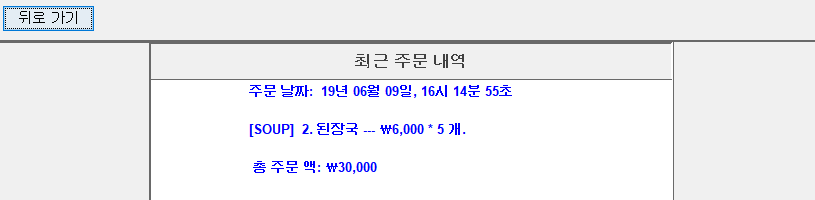 뒤로 가기
최근 주문 내역
주문 날짜: 19년 06월 09일, 16시 14분 55초
[SOUP] 2. 된장국 --- ₩6,000 * 5 개.
총 주문 액: ₩30,000